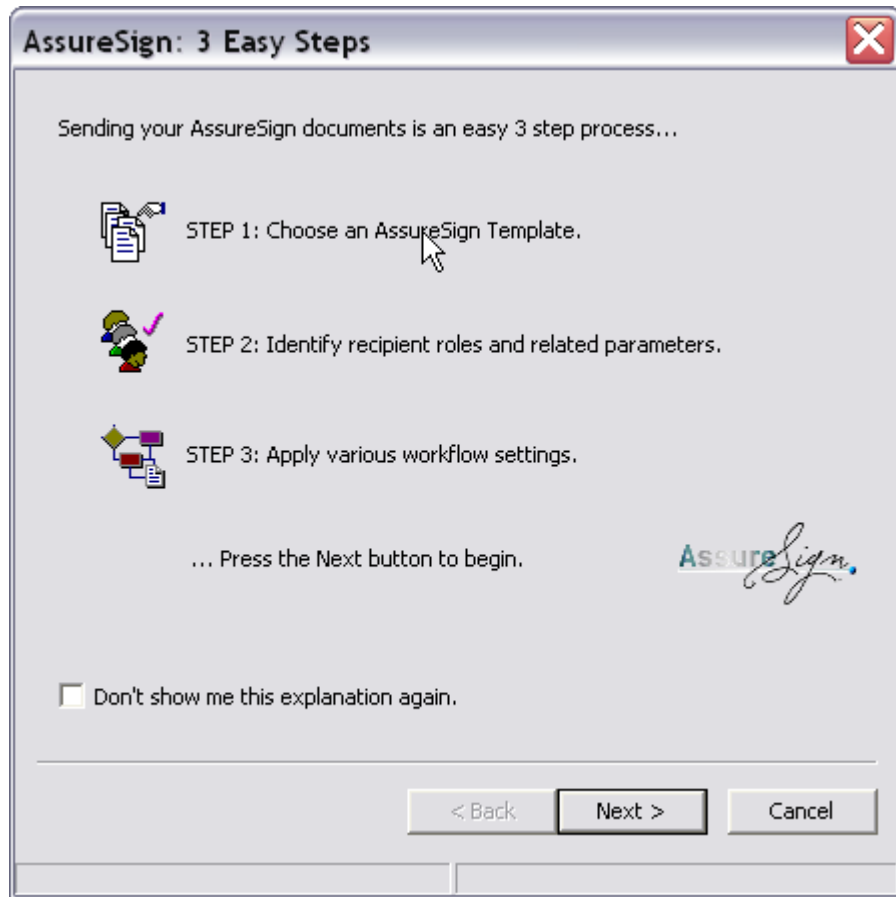 AssureSign: 3 Easy Steps
Sending your AssureSign documents is an easy 3 step process...
STEP 1: Choose an AssureSign Template.
STEP 2: Identify recipient roles and related parameters.
STEP 3: Apply various workflow settings.
... Press the Next button to begin.
AssureSign
Don't show me this explanation again.
< Back
Next >
Cancel